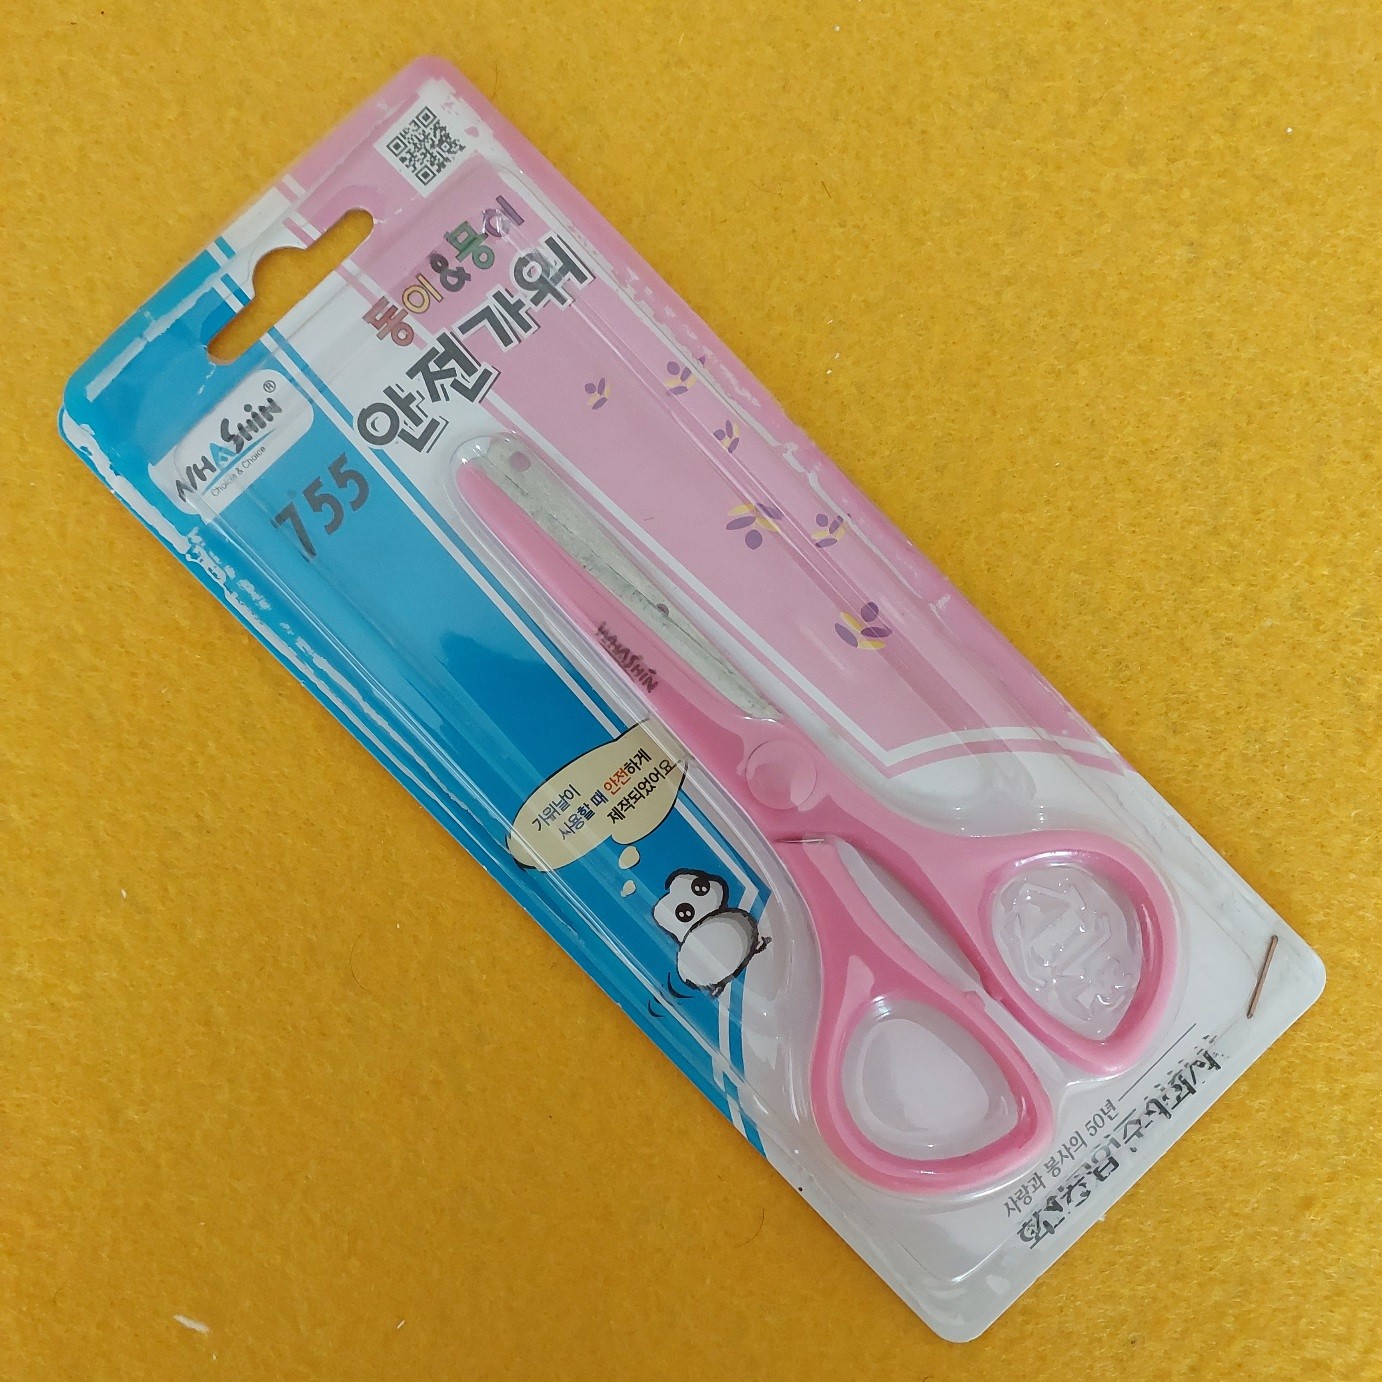 동이&몽이
안전가위
WHASHIN®
Choice & Choice
755
WHASHIN
가위날이
사용할 때 안전하게
제작되었어요
사랑과 봉사의 50년